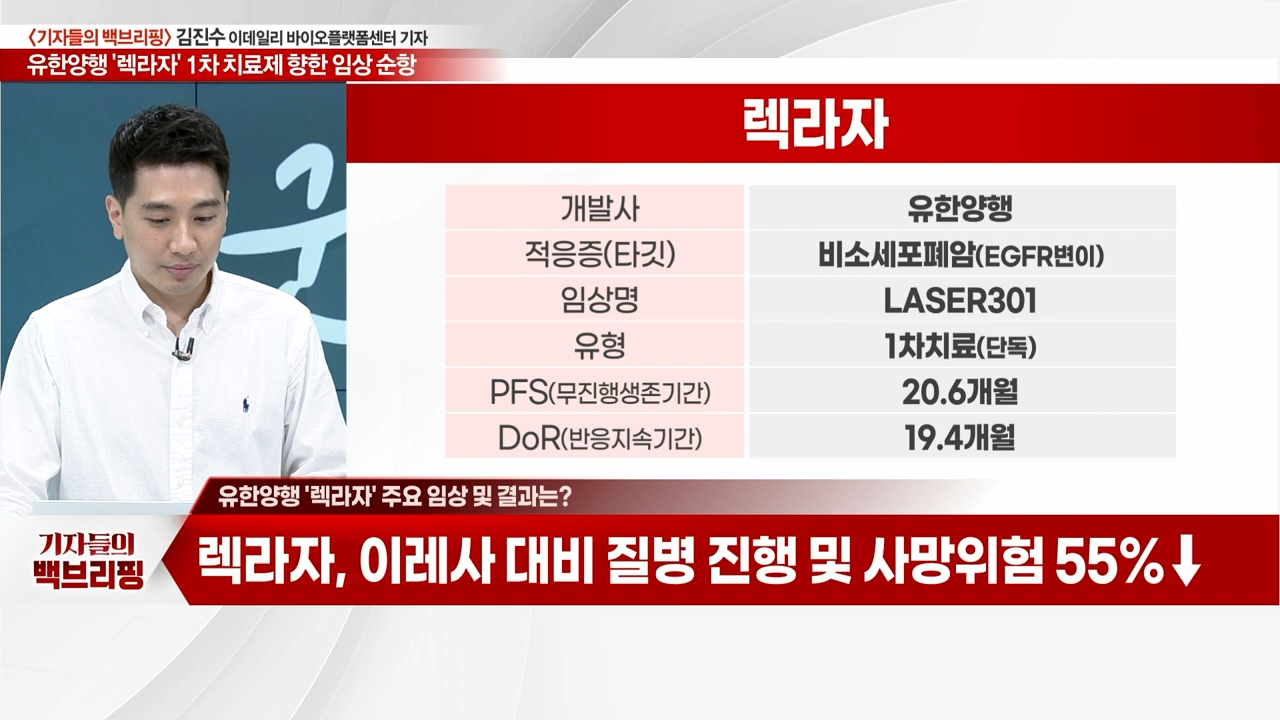 〈기자들의 백브리핑〉 김진수 이데일리 바이오플랫폼센터 기자
유한양행 '렉라자' 1차 치료제 향한 임상 순항
렉라자
개발사 유한양행
적응증(타깃) 비소세포폐암(EGFR변이)
임상명 LASER301
유형 1차치료(단독)
PFS(무진행생존기간) 20.6개월
DoR(반응지속기간) 19.4개월
유한양행 '렉라자' 주요 임상 및 결과는?
기자들의
백브리핑
렉라자, 이레사 대비 질병 진행 및 사망위험 55%↓